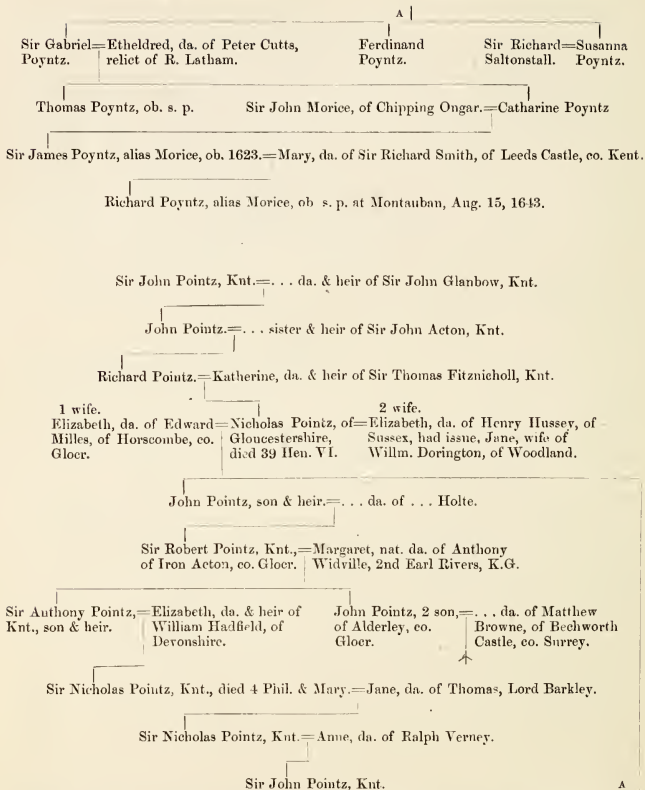 A
Sir Gabriel=Etheldred, da. of Peter Cutts, Ferdinand Sir Richard=Susanna
Poyntz. relict of R. Latham. Poyntz. Saltonstall. Poyntz.
Thomas Poyntz, ob. s. p. Sir John Morice, of Chipping Ongar.=Catharine Poyntz
Sir James Poyntz, alias Morice, ob. 1623.=Mary, da. of Sir Richard Smith, of Leeds Castle, co. Kent.
Richard Poyntz, alias Morice, ob s. p. at Montauban, Aug. 15, 1643.
Sir John Pointz, Knt.=. . . da. & heir of Sir John Glanbow, Knt.
John Pointz.=. . . sister & heir of Sir John Acton, Knt.
Richard Pointz.=Katherine, da. & heir of Sir Thomas Fitznicholl, Knt.
1 wife. 2 wife.
Elizabeth, da. of Edward=Nicholas Pointz, of=Elizabeth, da. of Henry Hussey, of
Milles, of Horscombe, co. Gloucestershire, Sussex, had issue, Jane, wife of
Glocr. died 39 Hen. VI. Willm. Dorington, of Woodland.
John Pointz, son & heir.=. . . da. of . . . Holte.
Sir Robert Pointz, Knt.,=Margaret, nat. da. of Anthony
of Iron Acton, co. Glocr. Widville, 2nd Earl Rivers, K.G.
Sir Anthony Pointz,=Elizabeth, da. & heir of John Pointz, 2 son,=. . . da. of Matthew
Knt., son & heir. William Hadfield, of of Alderley, co. Browne, of Bechworth
Devonshire. Glocr. Castle, co. Surrey.
Sir Nicholas Pointz, Knt., died 4 Phil. & Mary.=Jane, da. of Thomas, Lord Barkley.
Sir Nicholas Pointz, Knt.=Anne, da. of Ralph Verney.
Sir John Pointz, Knt. A